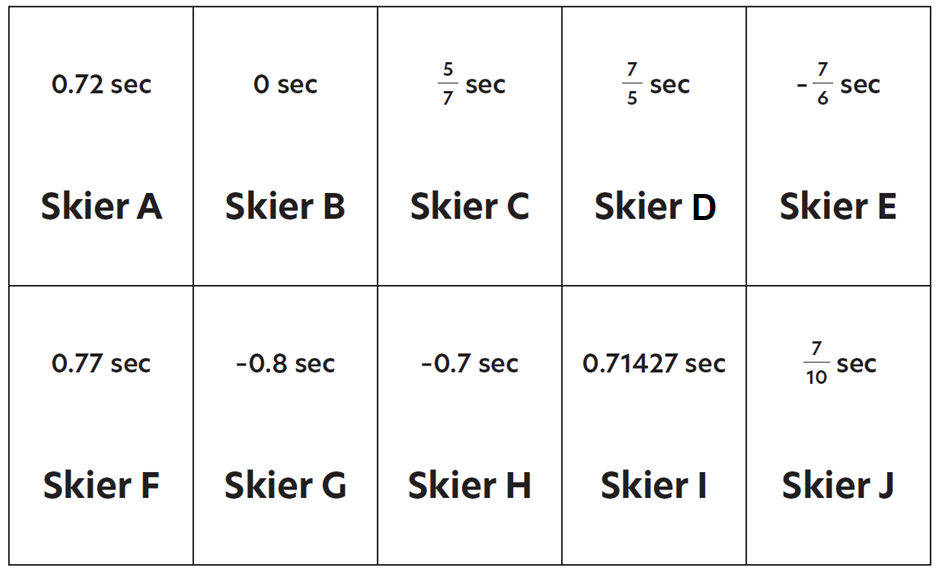 0.72 sec
0 sec
5/7 sec
7/5 sec
-7/6 sec
Skier A
Skier B
Skier C
Skier D
Skier E
0.77 sec
-0.8 sec
-0.7 sec
0.71427 sec
7/10 sec
Skier F
Skier G
Skier H
Skier I
Skier J